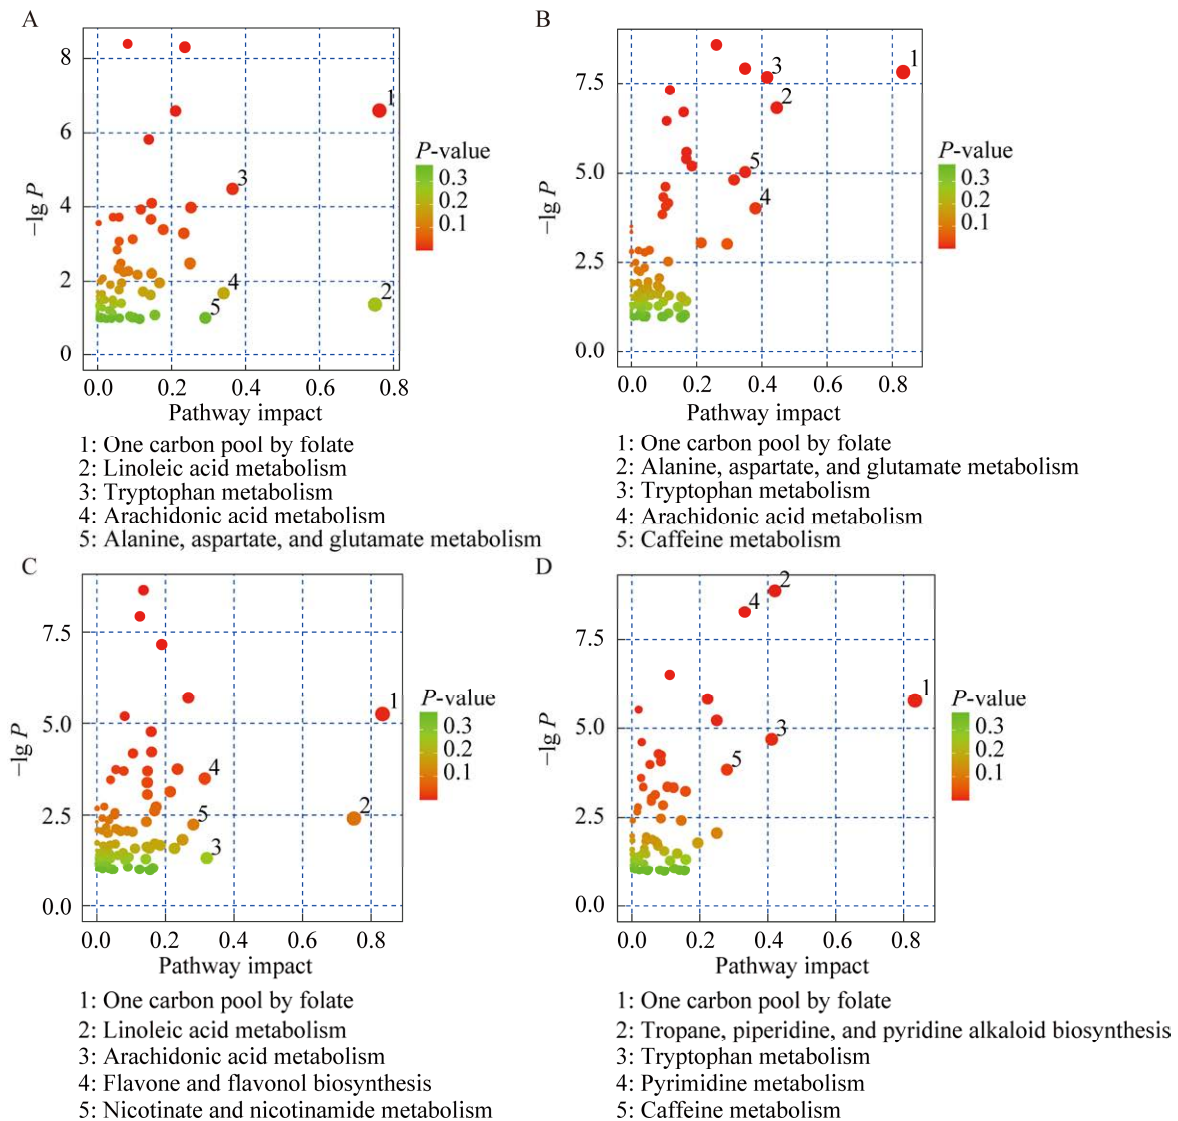 A
8
6
4
2
0
−lg P
0.0 0.2 0.4 0.6 0.8
Pathway impact
1
3
4
2
5
P-value
0.3
0.2
0.1
1: One carbon pool by folate
2: Linoleic acid metabolism
3: Tryptophan metabolism
4: Arachidonic acid metabolism
5: Alanine, aspartate, and glutamate metabolism
B
7.5
5.0
2.5
0.0
−lg P
0.0 0.2 0.4 0.6 0.8
Pathway impact
1
3
2
5
4
P-value
0.3
0.2
0.1
1: One carbon pool by folate
2: Alanine, aspartate, and glutamate metabolism
3: Tryptophan metabolism
4: Arachidonic acid metabolism
5: Caffeine metabolism
C
7.5
5.0
2.5
0.0
−lg P
0.0 0.2 0.4 0.6 0.8
Pathway impact
1
4
2
5
3
P-value
0.3
0.2
0.1
1: One carbon pool by folate
2: Linoleic acid metabolism
3: Arachidonic acid metabolism
4: Flavone and flavonol biosynthesis
5: Nicotinate and nicotinamide metabolism
D
7.5
5.0
2.5
0.0
−lg P
0.0 0.2 0.4 0.6 0.8
Pathway impact
2
4
1
3
5
P-value
0.3
0.2
0.1
1: One carbon pool by folate
2: Tropane, piperidine, and pyridine alkaloid biosynthesis
3: Tryptophan metabolism
4: Pyrimidine metabolism
5: Caffeine metabolism